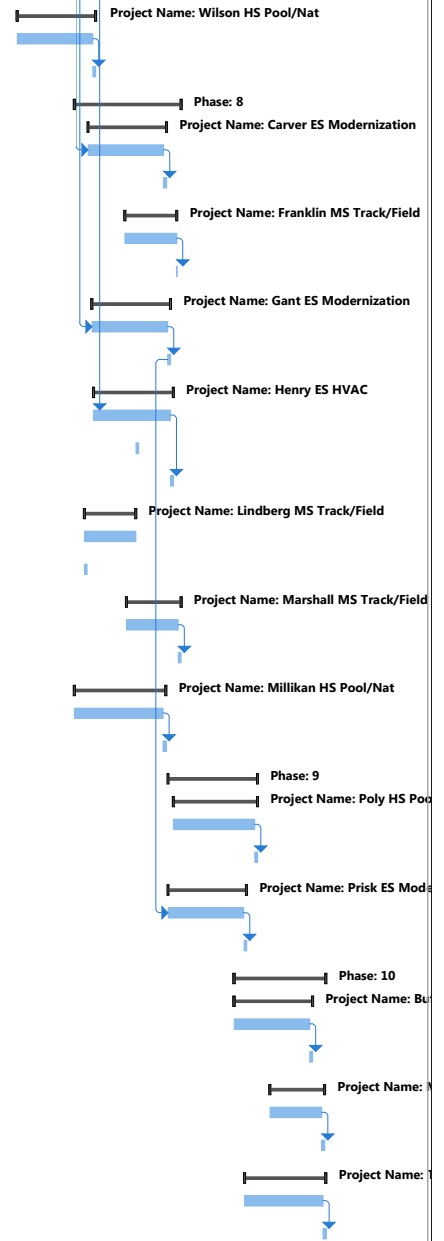 Project Name: Wilson HS Pool/Nat
Phase: 8
Project Name: Carver ES Modernization
Project Name: Franklin MS Track/Field
Project Name: Gant ES Modernization
Project Name: Henry ES HVAC
Project Name: Lindberg MS Track/Field
Project Name: Marshall MS Track/Field
Project Name: Millikan HS Pool/Nat
Phase: 9
Project Name: Poly HS Poo
Project Name: Prisk ES Mode
Phase: 10
Project Name: Bu
Project Name:
Project Name: T